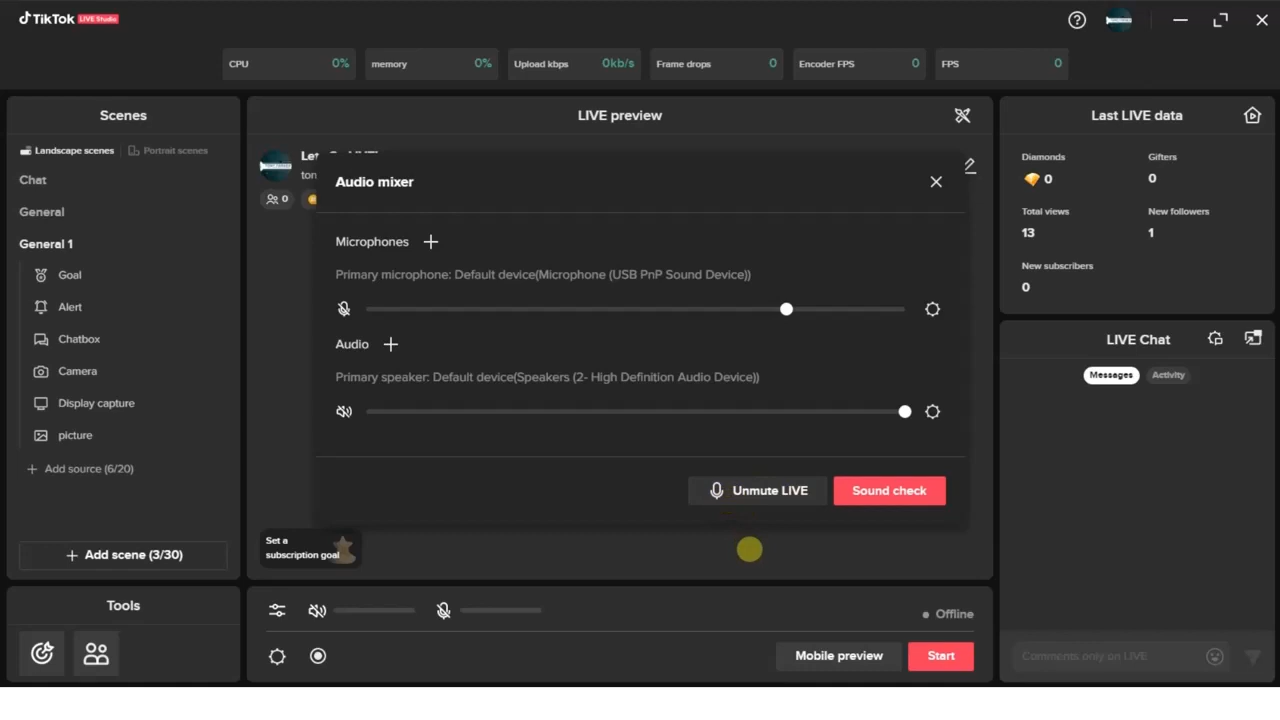 TikTok LIVE Studio
CPU 0%
memory 0%
Upload kbps 0kb/s
Frame drops 0
Encoder FPS 0
FPS 0
Scenes
Landscape scenes
Portrait scenes
Chat
General
General 1
Goal
Alert
Chatbox
Camera
Display capture
picture
Add source (6/20)
Add scene (3/30)
Tools
LIVE preview
0
Audio mixer
Microphones
Primary microphone: Default device(Microphone (USB PnP Sound Device))
Audio
Primary speaker: Default device(Speakers (2- High Definition Audio Device))
Unmute LIVE
Sound check
Set a
subscription goal
Offline
Mobile preview
Start
Last LIVE data
Diamonds
0
Gifters
0
Total views
13
New followers
1
New subscribers
0
LIVE Chat
Messages
Activity
Comments only on LIVE